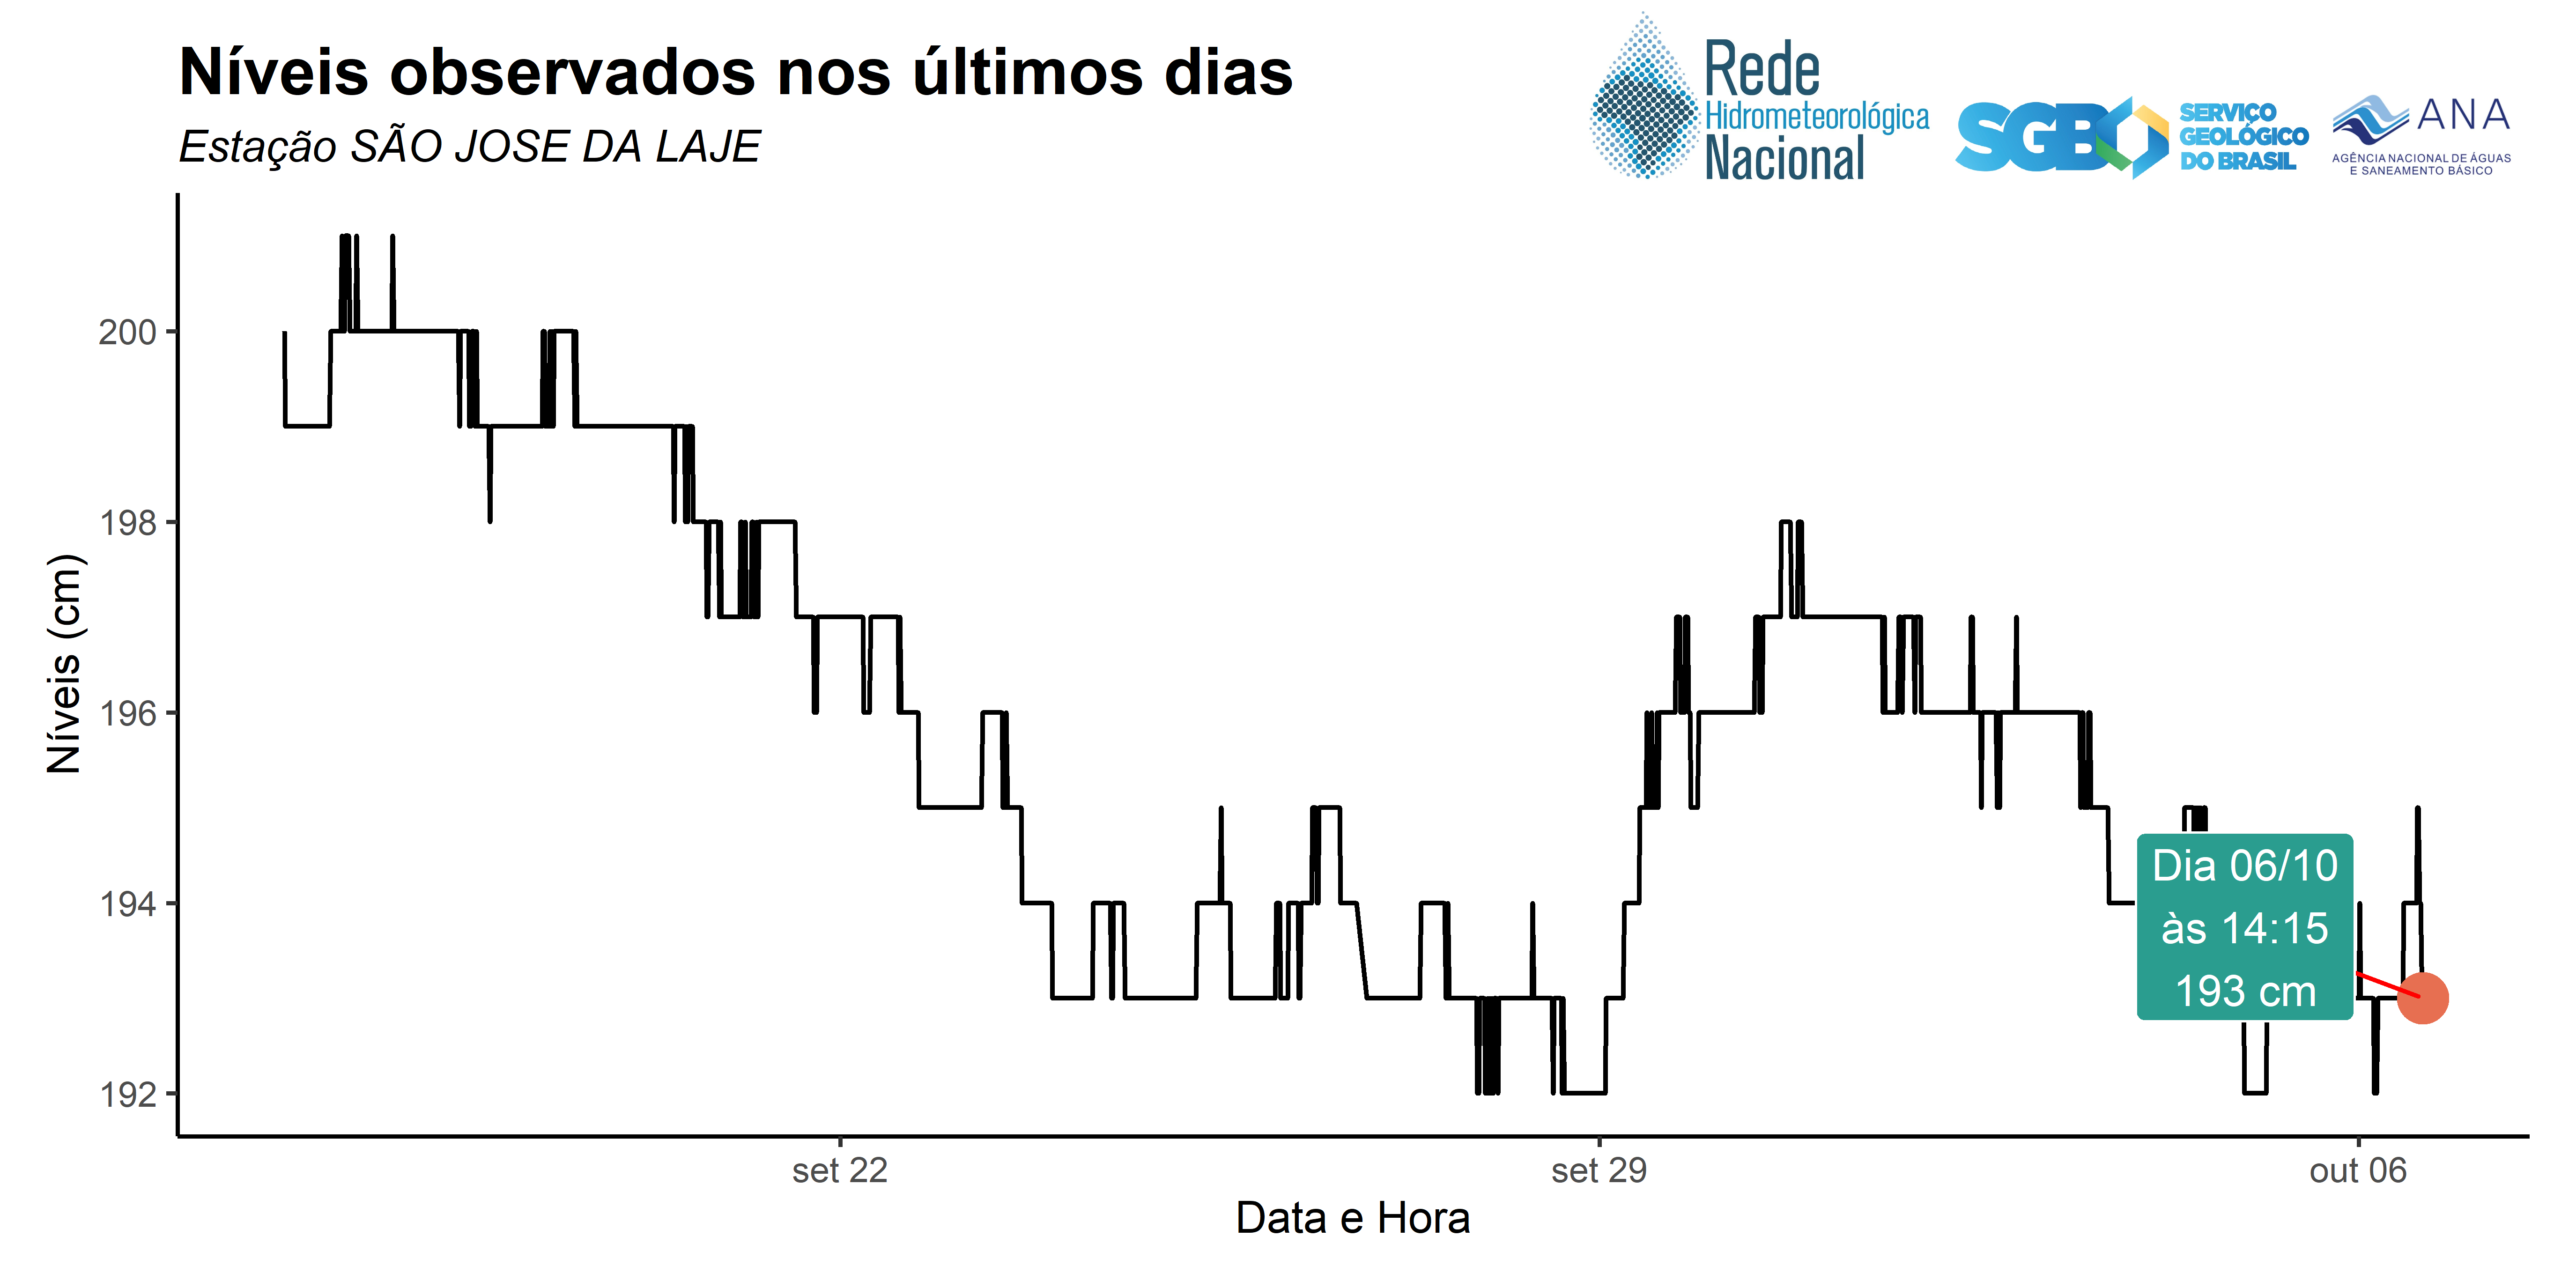 Níveis observados nos últimos dias
Estação SÃO JOSE DA LAJE
Rede
Hidrometeorológica
Nacional
SGB
SERVIÇO
GEOLÓGICO
DO BRASIL
ANA
AGÊNCIA NACIONAL DE ÁGUAS
E SANEAMENTO BÁSICO
Níveis (cm)
200
198
196
194
192
Dia 06/10
às 14:15
193 cm
set 22
set 29
out 06
Data e Hora